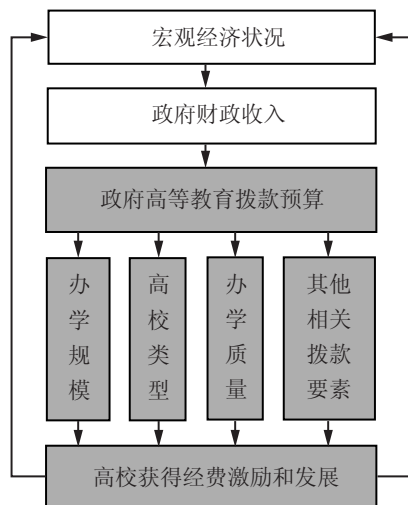 宏观经济状况
政府财政收入
政府高等教育拨款预算
办学规模
高校类型
办学质量
其他相关拨款要素
高校获得经费激励和发展